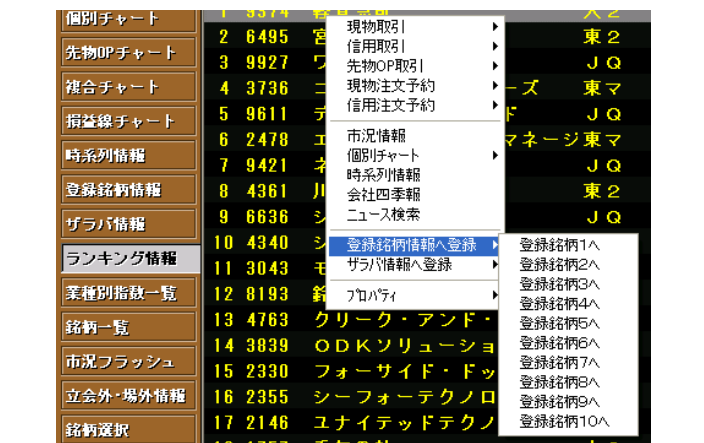 個別チャート
先物OPチャート
複合チャート
損益線チャート
時系列情報
登録銘柄情報
ザラバ情報
ランキング情報
業種別指数一覧
銘柄一覧
市況フラッシュ
立会外・場外情報
銘柄選択
1 9374
2 6495 宮 東2
3 9927 ワ JQ
4 3736 コ ーズ 東マ
5 9611 テ ド JQ
6 2478 エ マネージ東マ
7 9421 ネ JQ
8 4361 川 東2
9 6636 シ JQ
10 4340 シ
11 3043 モ
12 8193 鈴
13 4763 クリーク・アンド・
14 3839 ODKソリューショ
15 2330 フォーサイド・ドッ
16 2355 シーフォーテクノロ
17 2146 ユナイテッドテクノ
現物取引
信用取引
先物OP取引
現物注文予約
信用注文予約
市況情報
個別チャート
時系列情報
会社四季報
ニュース検索
登録銘柄情報へ登録
ザラバ情報へ登録
プロパティ
登録銘柄1へ
登録銘柄2へ
登録銘柄3へ
登録銘柄4へ
登録銘柄5へ
登録銘柄6へ
登録銘柄7へ
登録銘柄8へ
登録銘柄9へ
登録銘柄10へ